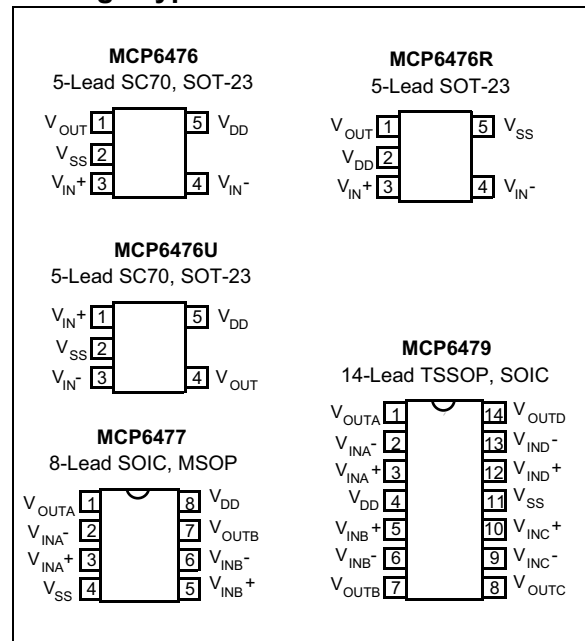 MCP6476
5-Lead SC70, SOT-23
VOUT 1 5 VDD
VSS 2
VIN+ 3 4 VIN-
MCP6476R
5-Lead SOT-23
VOUT 1 5 VSS
VDD 2
VIN+ 3 4 VIN-
MCP6476U
5-Lead SC70, SOT-23
VIN+ 1 5 VDD
VSS 2
VIN- 3 4 VOUT
MCP6477
8-Lead SOIC, MSOP
VOUTA 1 8 VDD
VINA- 2 7 VOUTB
VINA+ 3 6 VINB-
VSS 4 5 VINB+
MCP6479
14-Lead TSSOP, SOIC
VOUTA 1 14 VOUTD
VINA- 2 13 VIND-
VINA+ 3 12 VIND+
VDD 4 11 VSS
VINB+ 5 10 VINC+
VINB- 6 9 VINC-
VOUTB 7 8 VOUTC